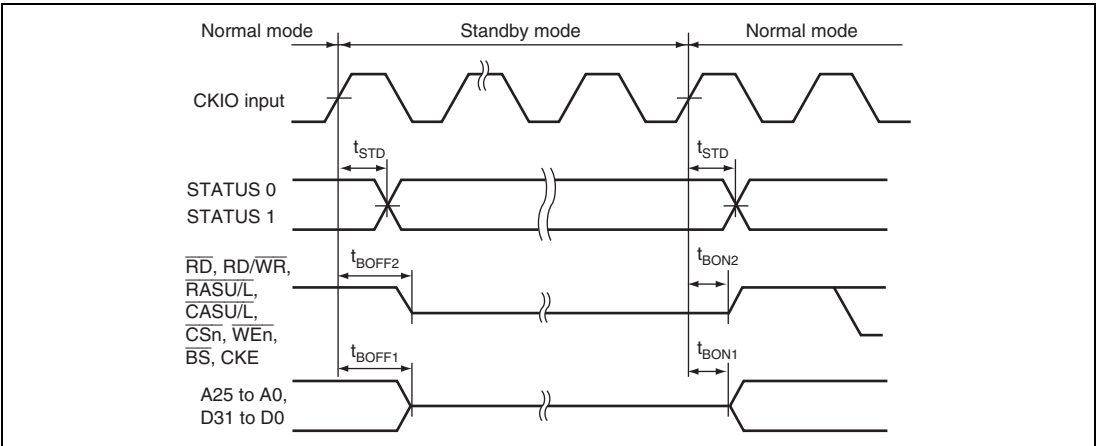 Normal mode Standby mode Normal mode
CKIO input
tSTD tSTD
STATUS 0
STATUS 1
tBOFF2 tBON2
RD, RD/WR,
RASU/L,
CASU/L,
CSn, WEn,
BS, CKE
tBOFF1 tBON1
A25 to A0,
D31 to D0